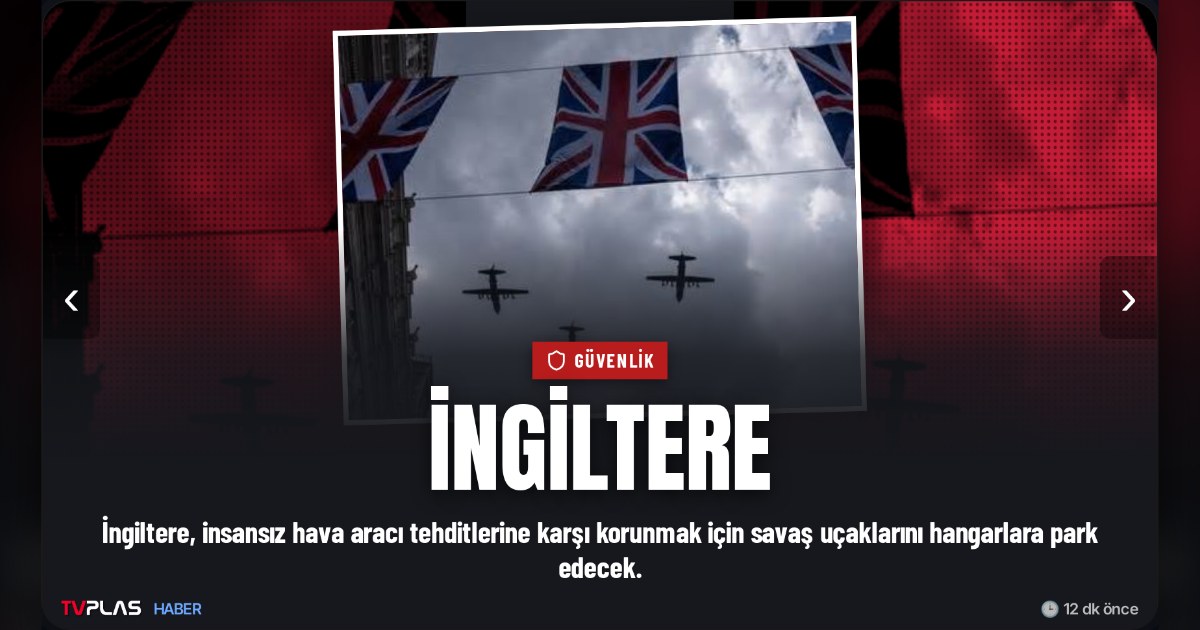 GÜVENLİK
İNGİLTERE
İngiltere, insansız hava aracı tehditlerine karşı korunmak için savaş uçaklarını hangarlara park
edecek.
TVPLAS HABER
12 dk önce